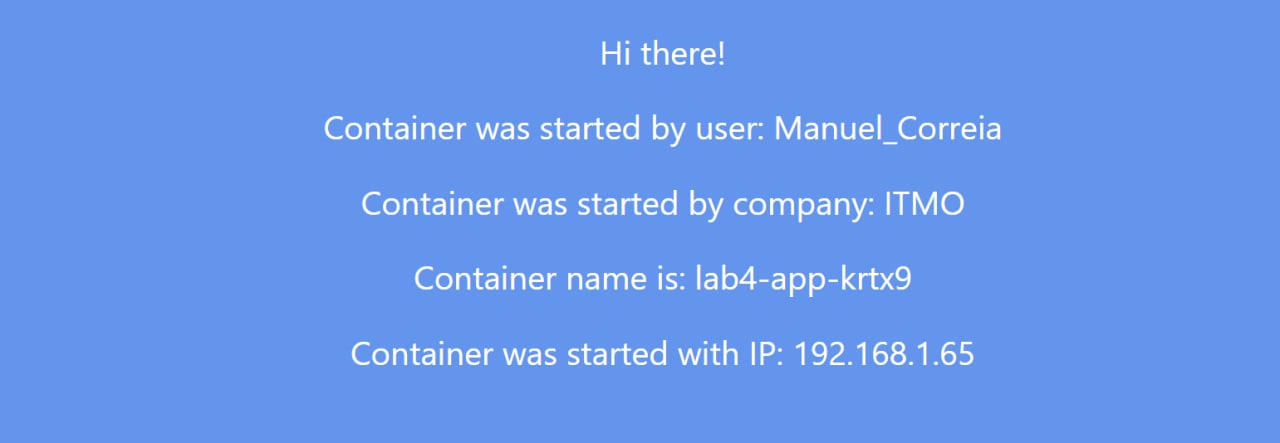 Hi there!
Container was started by user: Manuel_Correia
Container was started by company: ITMO
Container name is: lab4-app-krtx9
Container was started with IP: 192.168.1.65